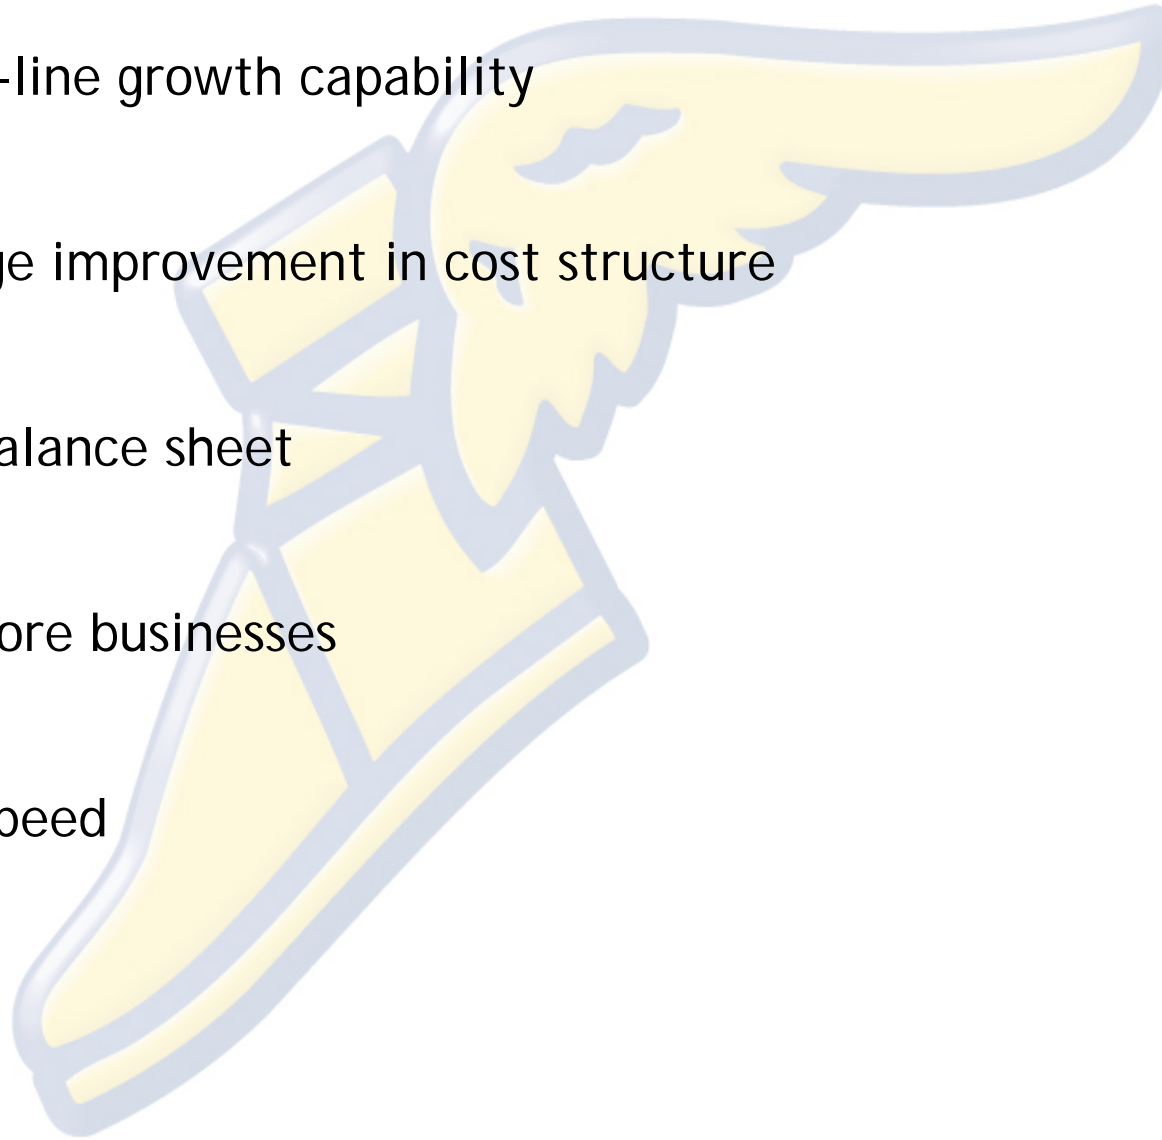 -line growth capability
ge improvement in cost structure
alance sheet
ore businesses
peed